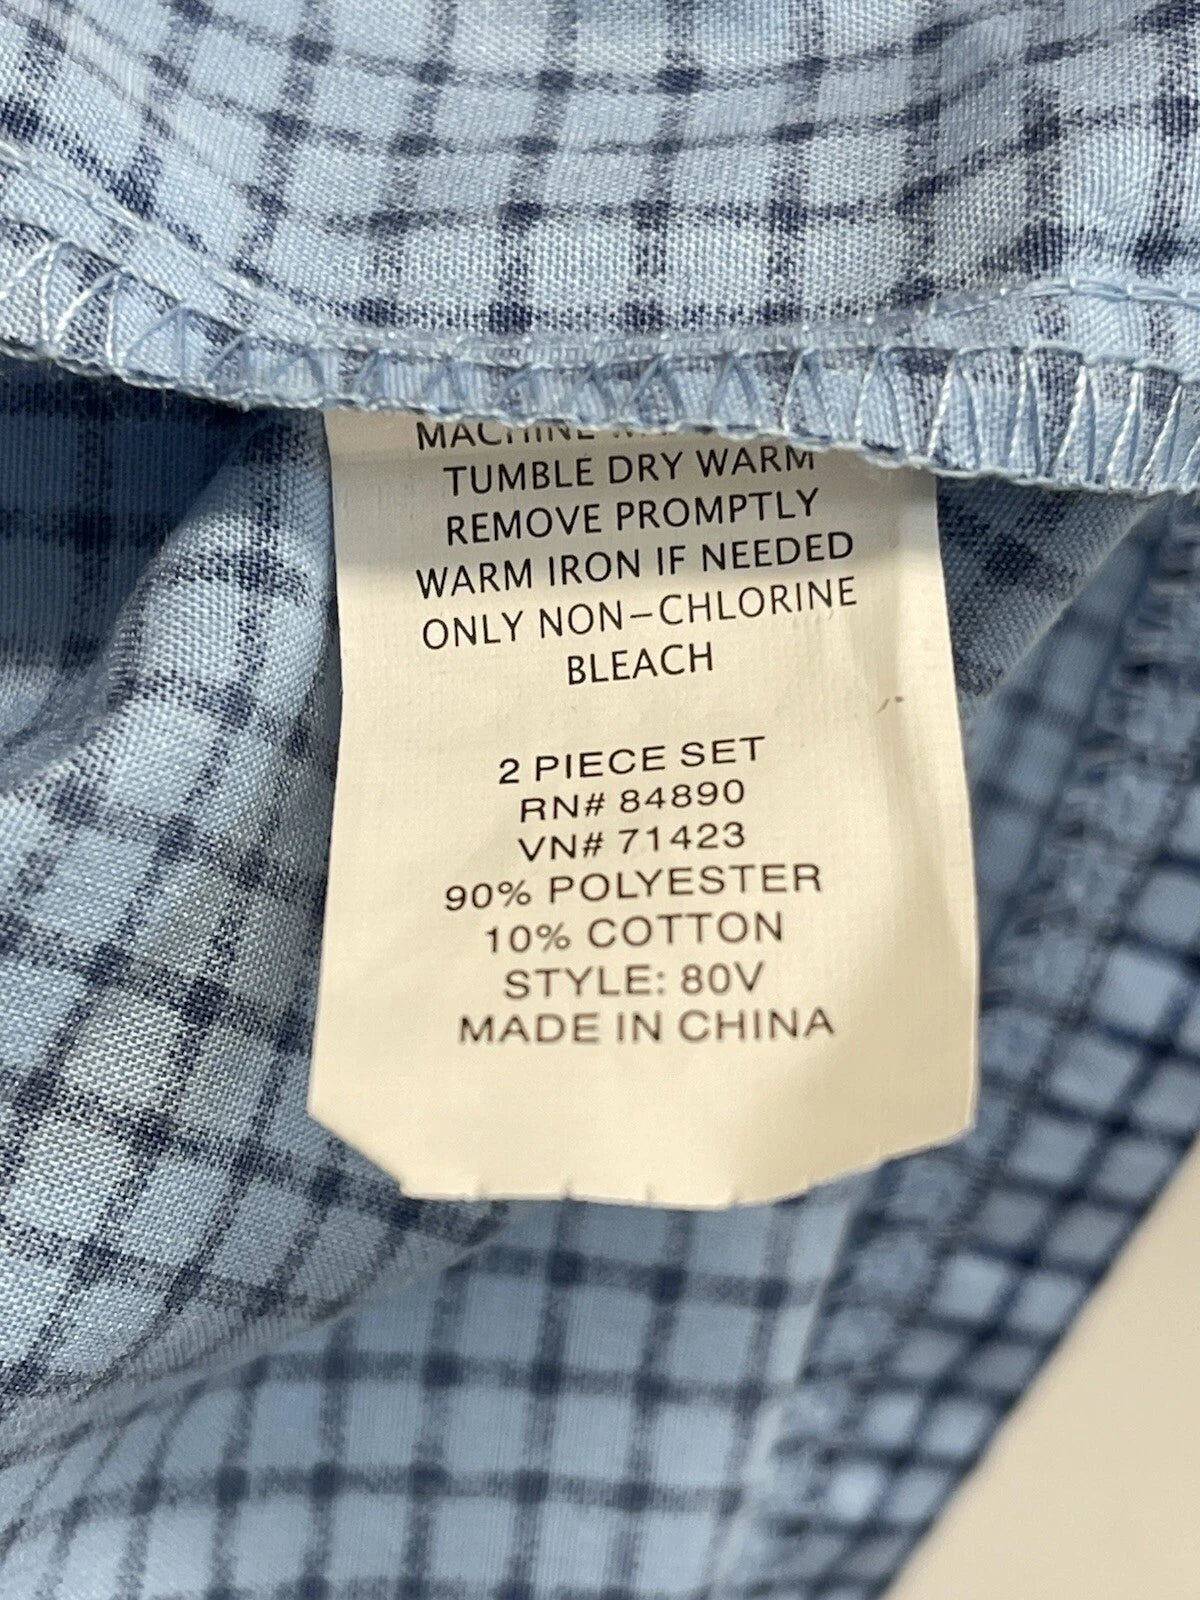 MACHINE
TUMBLE DRY WARM
REMOVE PROMPTLY
WARM IRON IF NEEDED
ONLY NON-CHLORINE
BLEACH
2 PIECE SET
RN# 84890
VN# 71423
90% POLYESTER
10% COTTON
STYLE: 80V
MADE IN CHINA